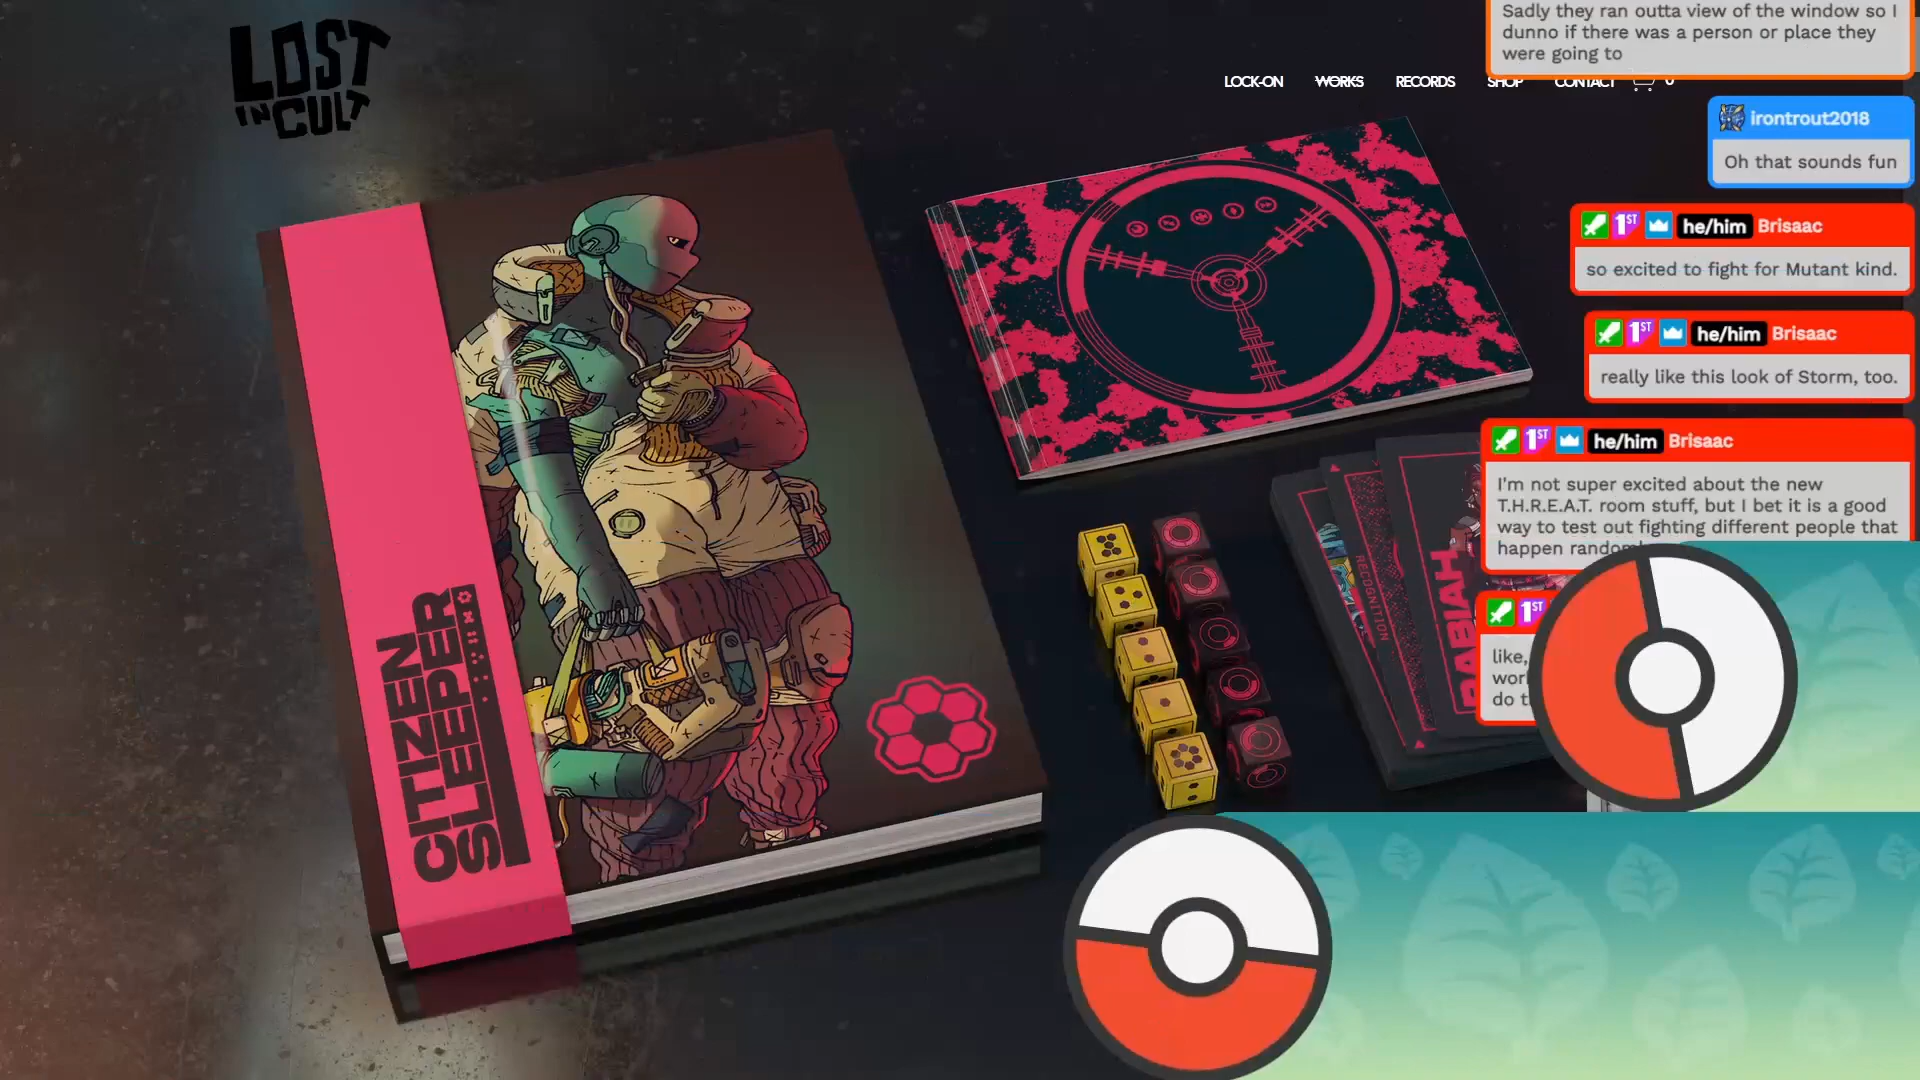 LOST
IN CULT
LOCK-ON
WORKS
RECORDS
SHOP
CONTACT
0
Sadly they ran outta view of the window so I
dunno if there was a person or place they
were going to
irontrout2018
Oh that sounds fun
1ST he/him Brisaac
so excited to fight for Mutant kind.
1ST he/him Brisaac
really like this look of Storm, too.
1ST he/him Brisaac
I'm not super excited about the new
T.H.R.E.A.T. room stuff, but I bet it is a good
way to test out fighting different people that
happen
1ST
like,
do
CITIZEN
SLEEPER
RECOGNITION
RABIAH